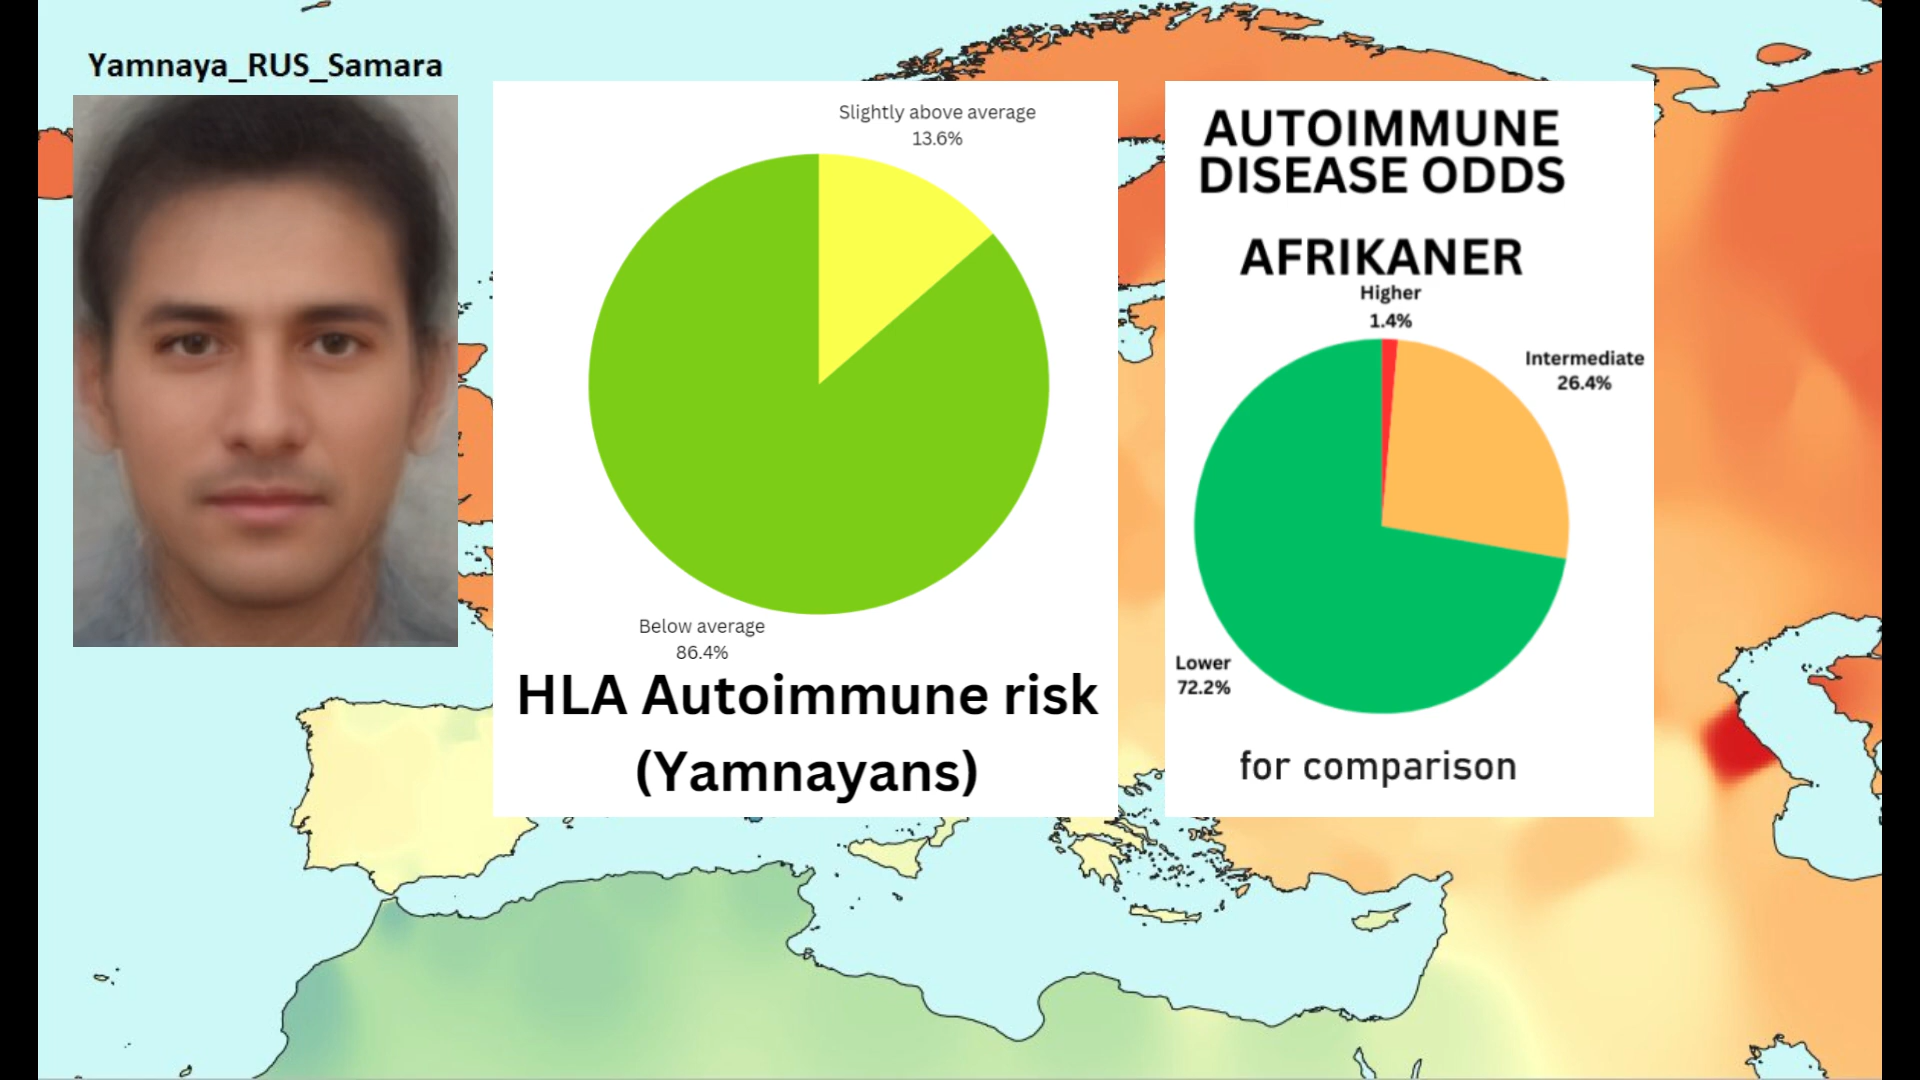 Yamnaya_RUS_Samara
Slightly above average
13.6%
Below average
86.4%
HLA Autoimmune risk
(Yamnayans)
AUTOIMMUNE
DISEASE ODDS
AFRIKANER
Higher
1.4%
Intermediate
26.4%
Lower
72.2%
for comparison